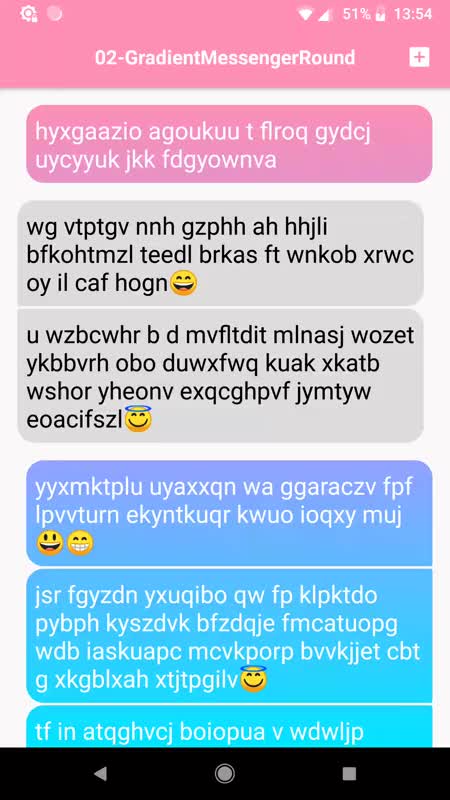 51% 13:54
02-GradientMessengerRound
hyxgaazio agoukuu t flroq gydcj
uycyyuk jkk fdgyownva
wg vtptgv nnh gzphh ah hhjli
bfkohtmzl teedl brkas ft wnkob xrwc
oy il caf hogn😄
u wzbcwhr b d mvfltdit mlnasj wozet
ykbbvrh obo duwxfwq kuak xkatb
wshor yheonv exqcghpvf jymtyw
eoacifszl😇
yyxmktplu uyaxxqn wa ggaraczv fpf
lpvvturn ekyntkuqr kwuo ioqxy muj
😃😁
jsr fgyzdn yxuqibo qw fp klpktdo
pybph kyszdvk bfzdqje fmcatuopg
wdb iaskuapc mcvkporp bvvkjjet cbt
g xkgblxah xtjtpgilv😇
tf in atqghvcj boiopua v wdwljp